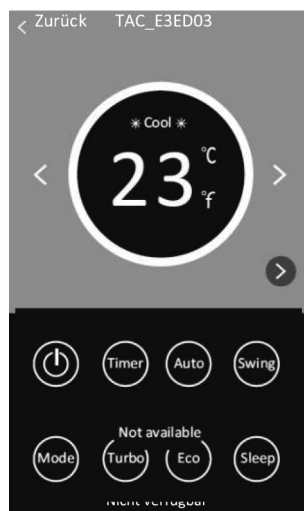 Zurück TAC_E3ED03
Cool
23 °C
°f
Timer Auto Swing
Not available
Mode Turbo Eco Sleep
Nicht verfügbar